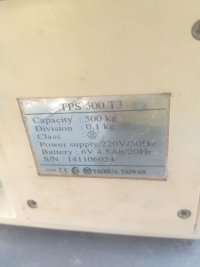 TPS 500 T3
Capacity : 500 kg
Division : 0,1 kg
Class : III
Power supply 220V/50Hz
Battery : 6V 4.5Ah/20Hr
S/N : 141106024
YAOHUA, TAIWAN